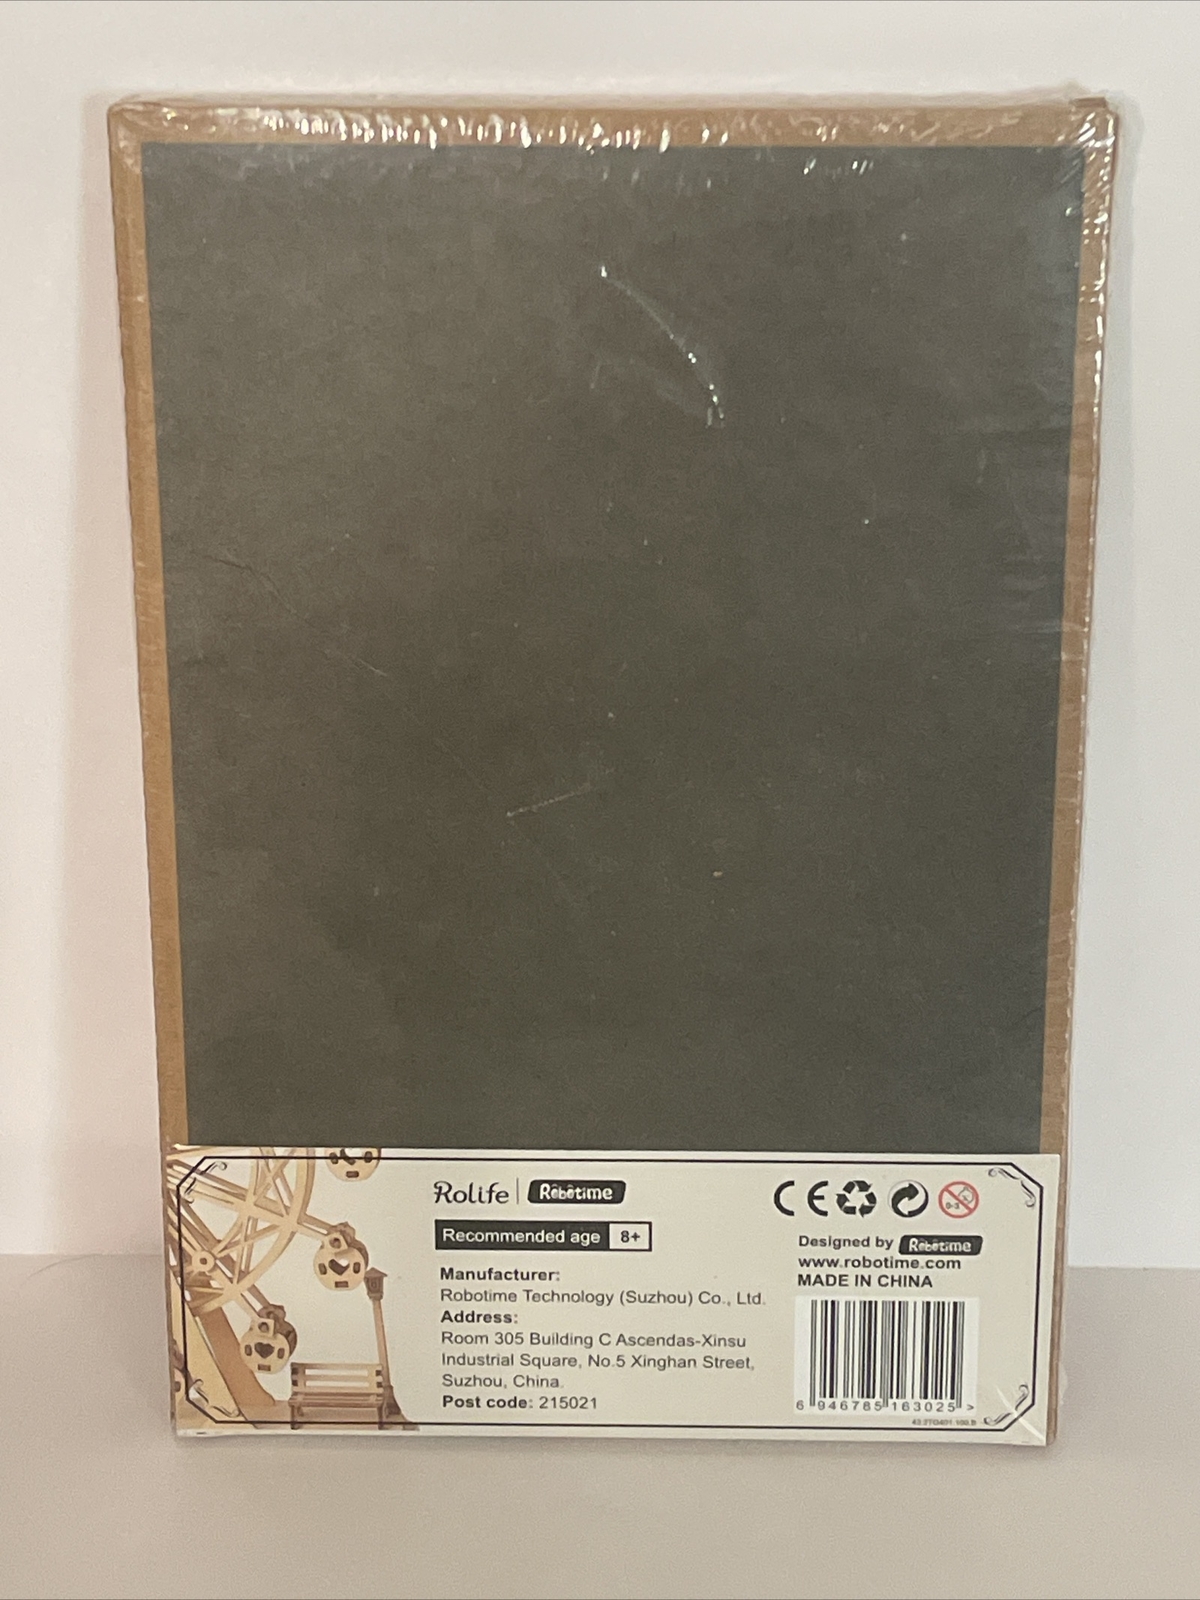 Rolife | Robotime
Recommended age 8+
Manufacturer:
Robotime Technology (Suzhou) Co., Ltd.
Address:
Room 305 Building C Ascendas-Xinsu
Industrial Square, No.5 Xinghan Street,
Suzhou, China.
Post code: 215021
CE
0-3
Designed by Robotime
www.robotime.com
MADE IN CHINA
6 946785 163025 >